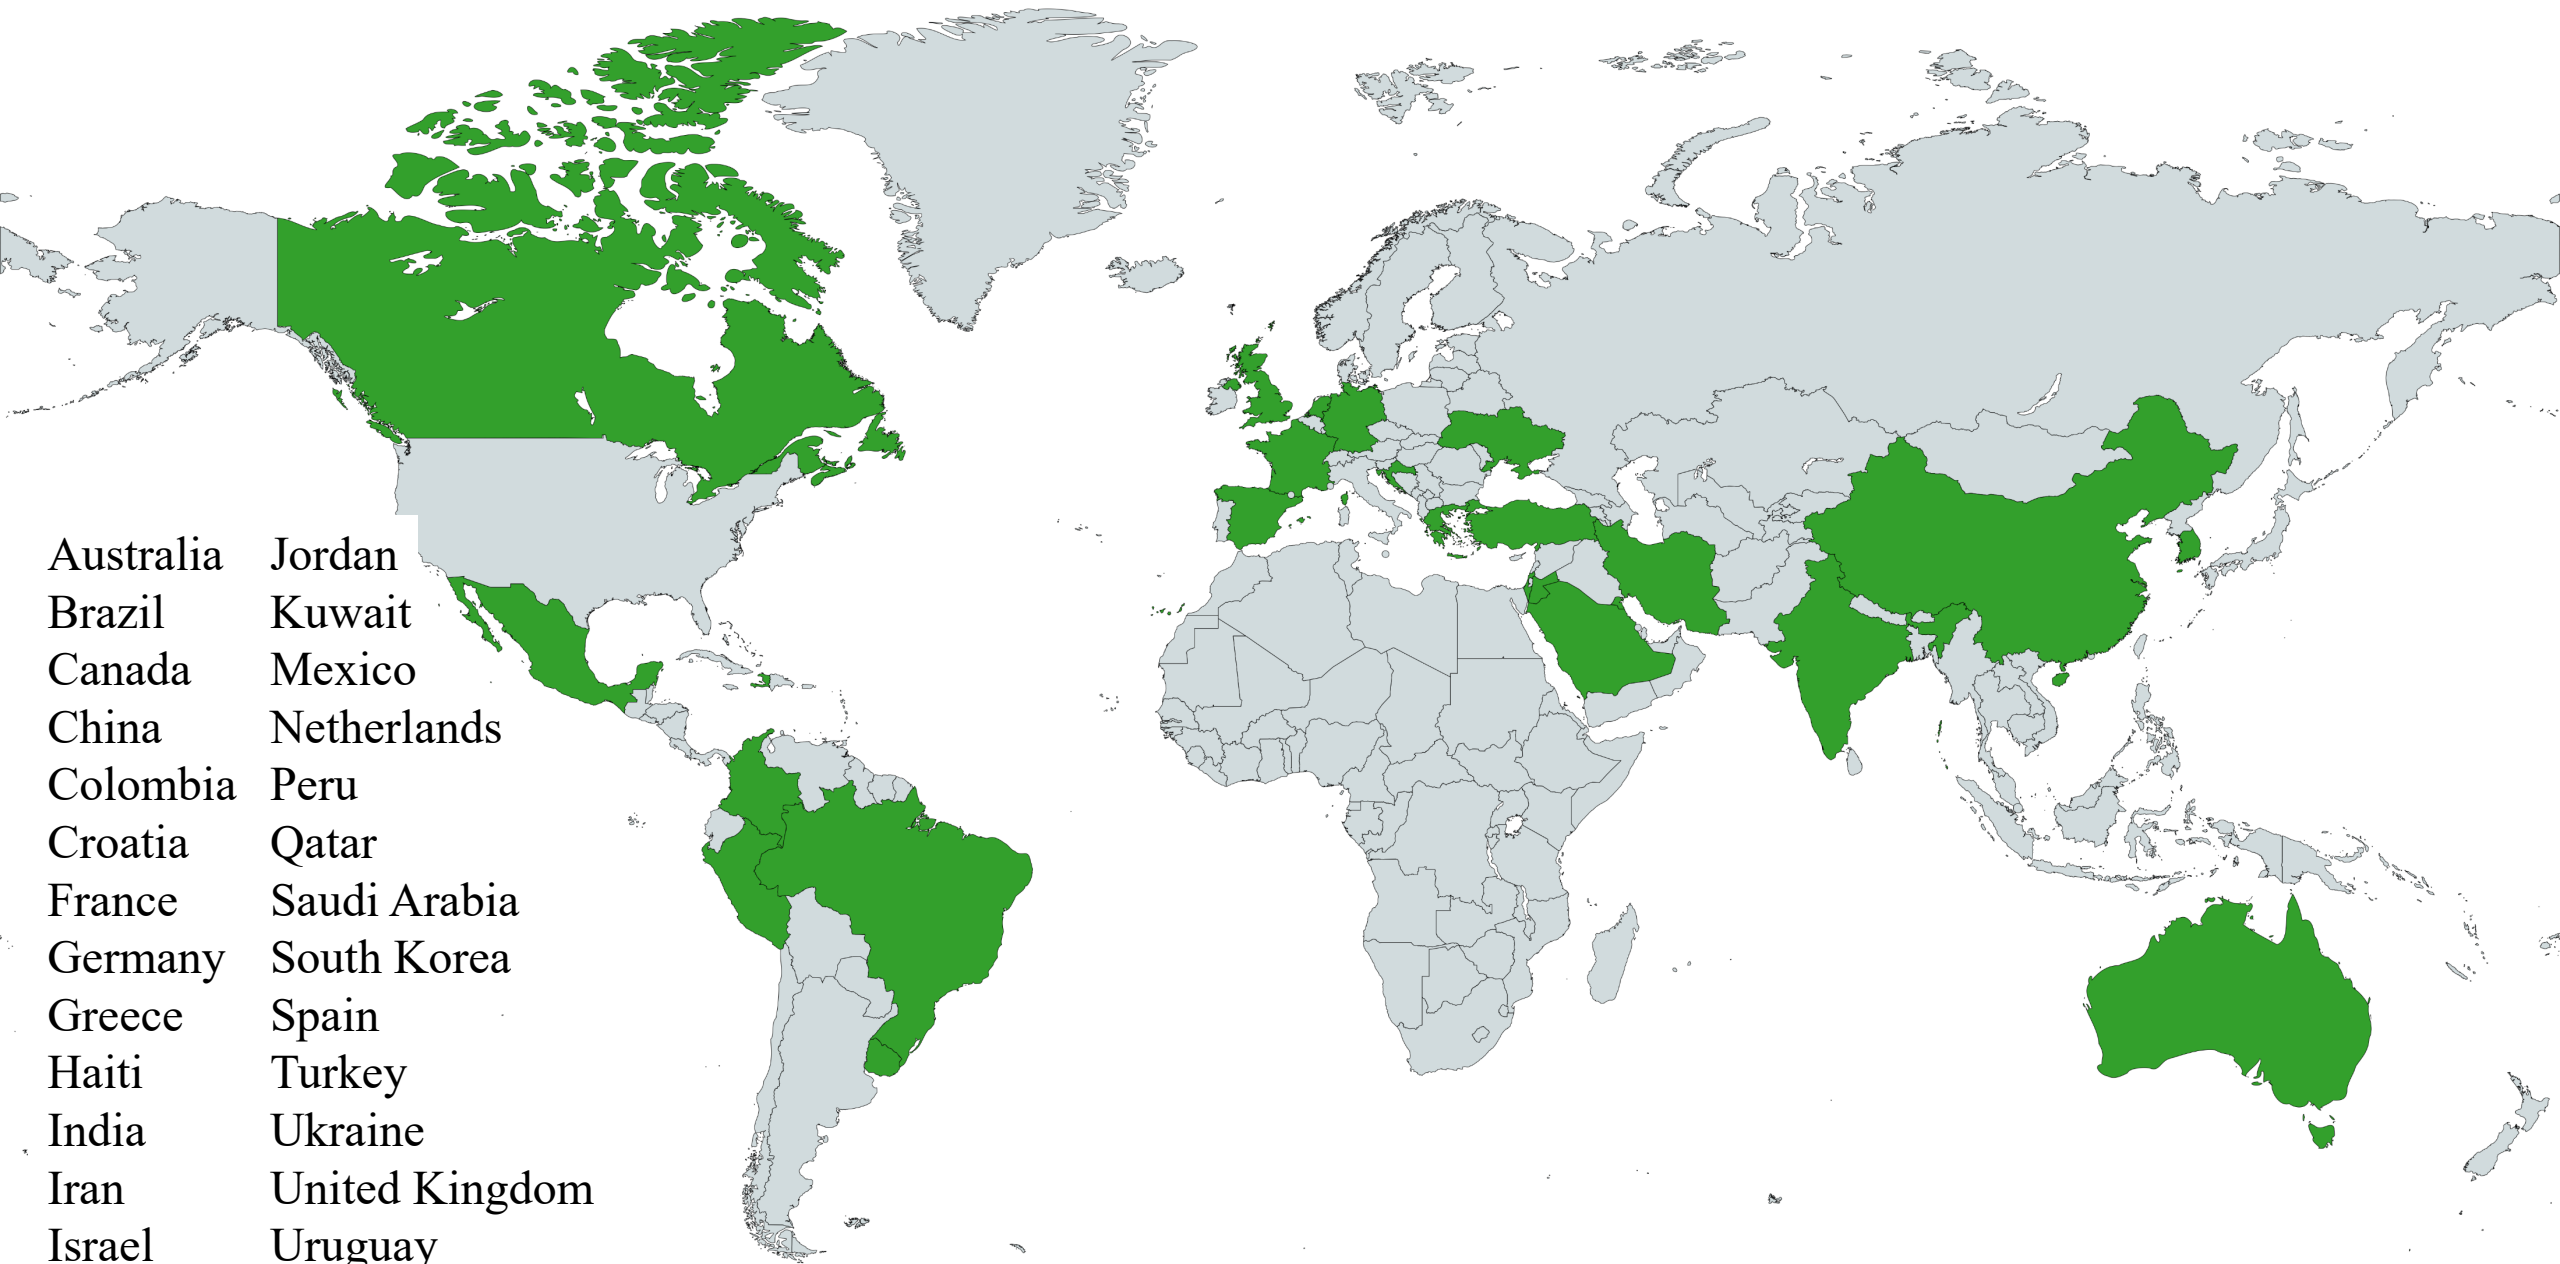 Australia Jordan
Brazil Kuwait
Canada Mexico
China Netherlands
Colombia Peru
Croatia Qatar
France Saudi Arabia
Germany South Korea
Greece Spain
Haiti Turkey
India Ukraine
Iran United Kingdom
Israel Uruguay